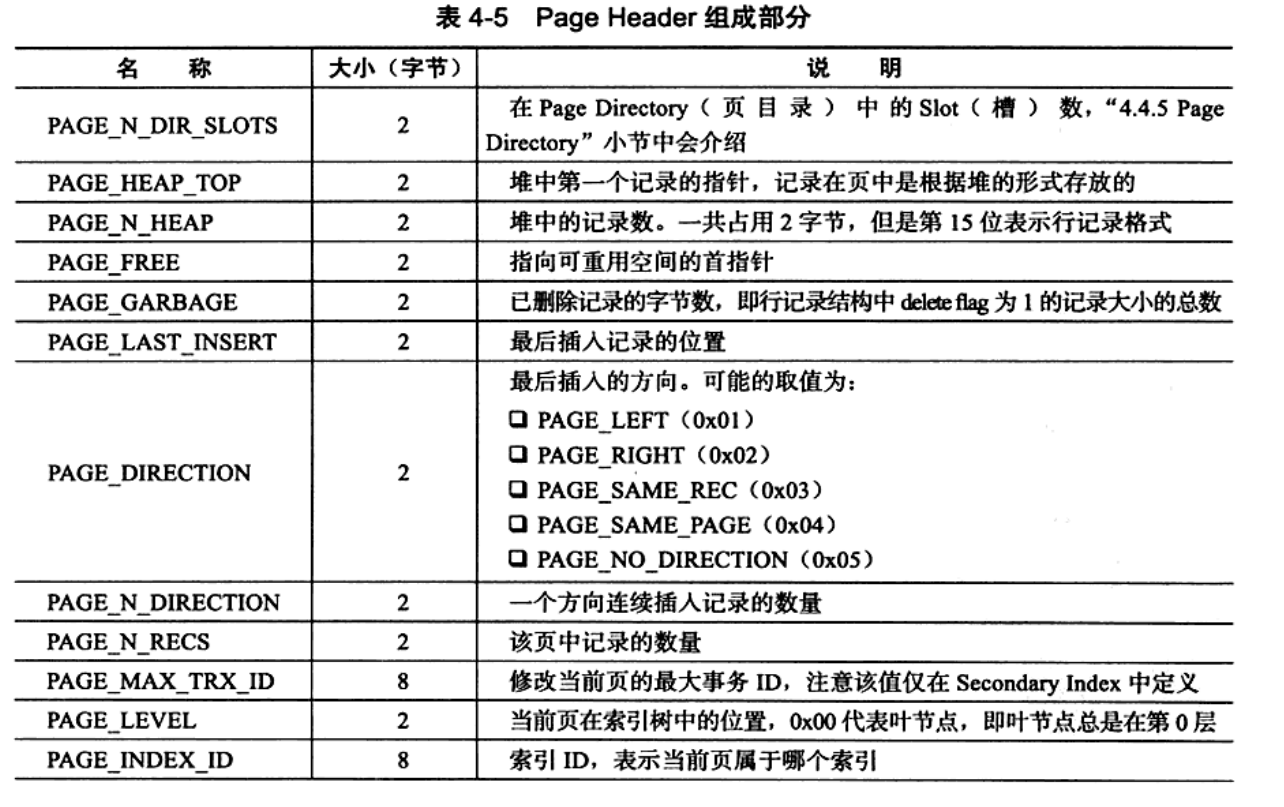 表 4-5 Page Header 组成部分
名 称 大小（字节） 说 明
PAGE_N_DIR_SLOTS 2 在 Page Directory（页目录）中的 Slot（槽）数，“4.4.5 Page
Directory”小节中会介绍
PAGE_HEAP_TOP 2 堆中第一个记录的指针，记录在页中是根据堆的形式存放的
PAGE_N_HEAP 2 堆中的记录数。一共占用 2 字节，但是第 15 位表示行记录格式
PAGE_FREE 2 指向可重用空间的首指针
PAGE_GARBAGE 2 已删除记录的字节数，即行记录结构中 delete flag 为 1 的记录大小的总数
PAGE_LAST_INSERT 2 最后插入记录的位置
PAGE_DIRECTION 2 最后插入的方向。可能的取值为：
❑ PAGE_LEFT（0x01）
❑ PAGE_RIGHT（0x02）
❑ PAGE_SAME_REC（0x03）
❑ PAGE_SAME_PAGE（0x04）
❑ PAGE_NO_DIRECTION（0x05）
PAGE_N_DIRECTION 2 一个方向连续插入记录的数量
PAGE_N_RECS 2 该页中记录的数量
PAGE_MAX_TRX_ID 8 修改当前页的最大事务 ID，注意该值仅在 Secondary Index 中定义
PAGE_LEVEL 2 当前页在索引树中的位置，0x00 代表叶节点，即叶节点总是在第 0 层
PAGE_INDEX_ID 8 索引 ID，表示当前页属于哪个索引